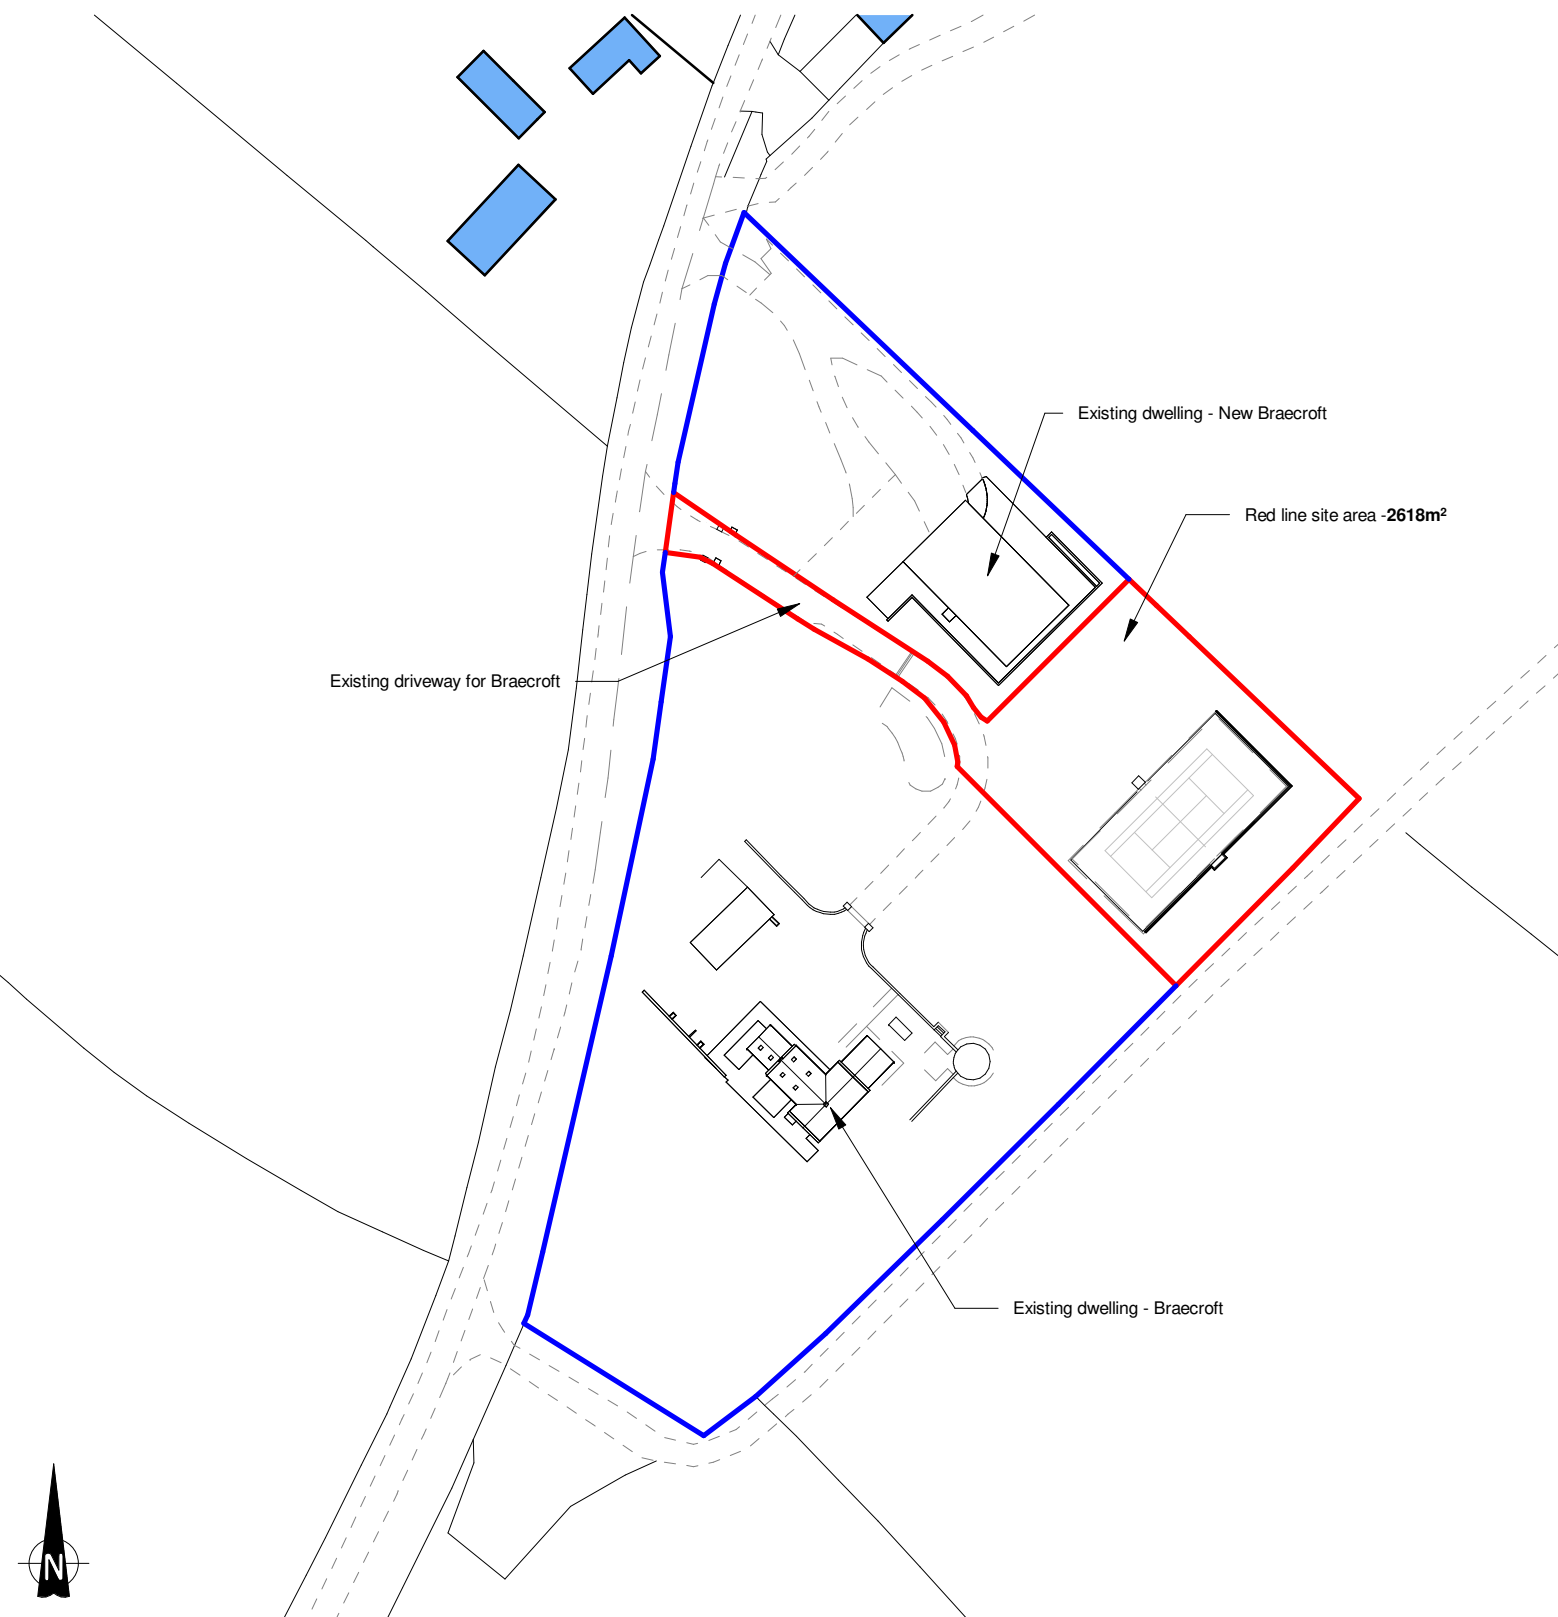 Existing dwelling - New Braecroft
Red line site area -2618m²
Existing driveway for Braecroft
Existing dwelling - Braecroft
N